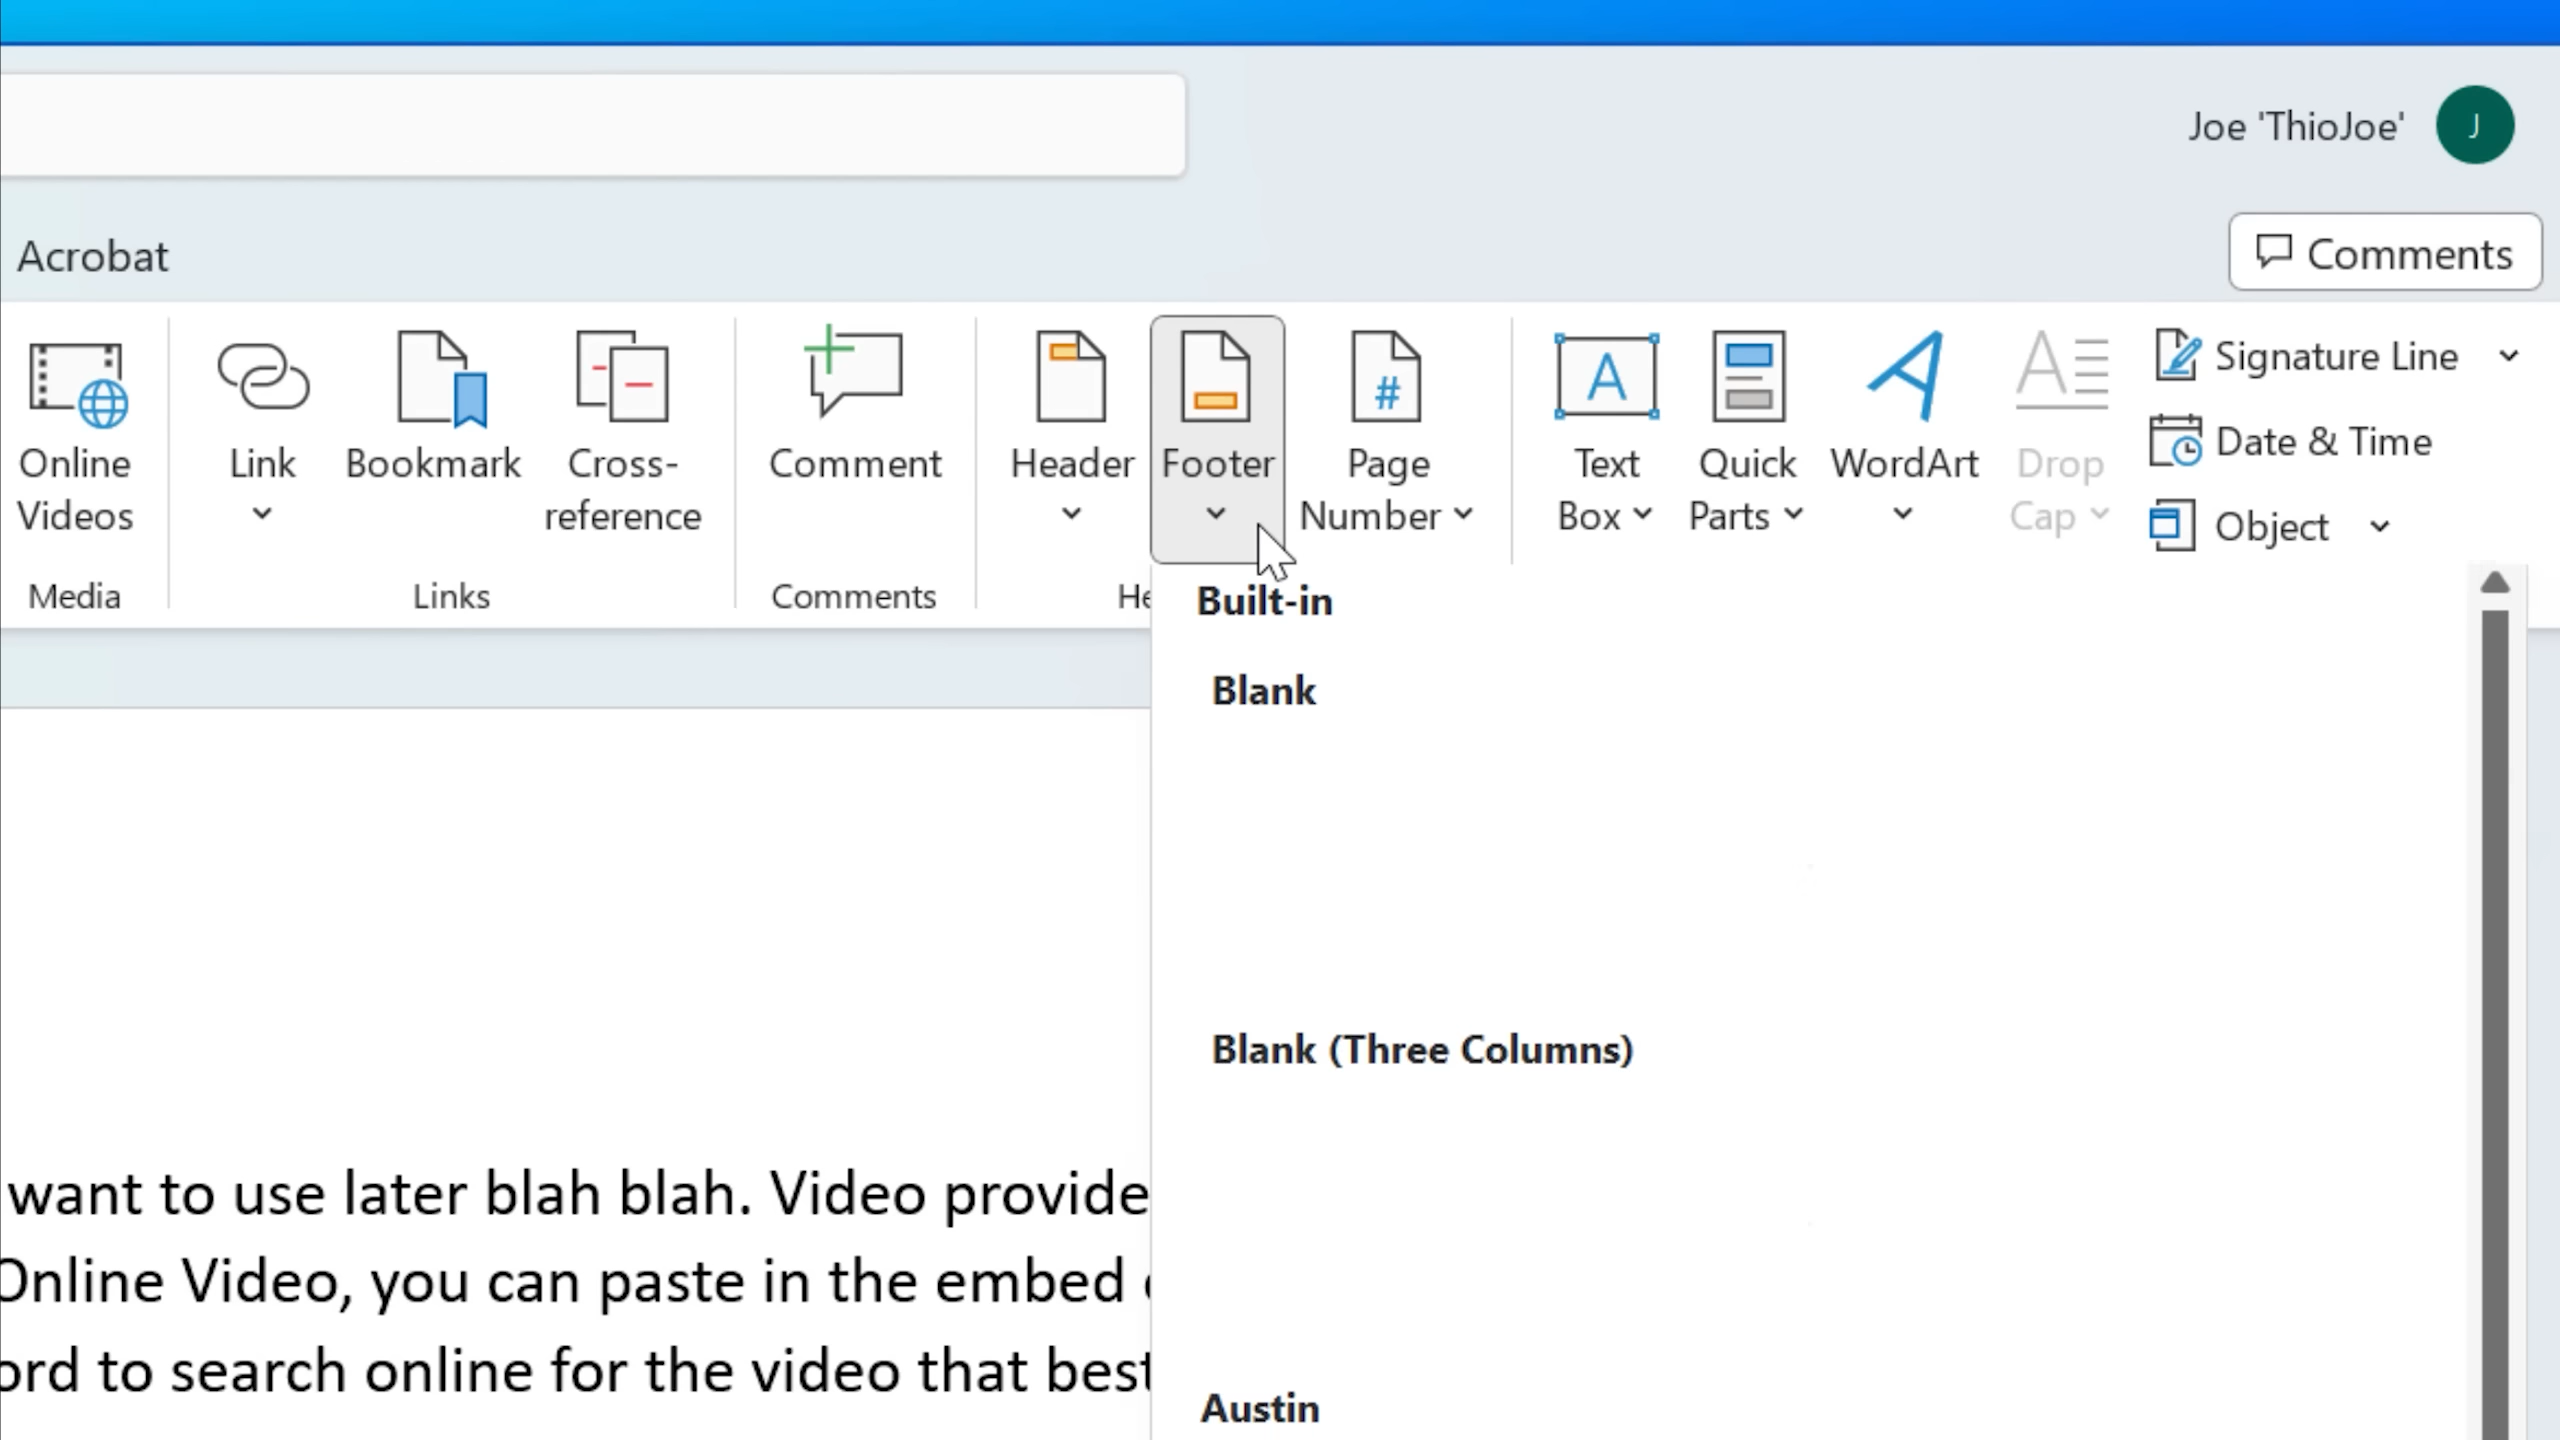 Joe 'ThioJoe'
J
Acrobat
Comments
Online
Videos
Link
Bookmark
Cross-
reference
Comment
Header
Footer
Page
Number
#
Text
Box
A
Quick
Parts
WordArt
Drop
Cap
Signature Line
Date & Time
Object
Media
Links
Comments
Built-in
Blank
Blank (Three Columns)
Austin
want to use later blah blah. Video provide
Online Video, you can paste in the embed
ord to search online for the video that best